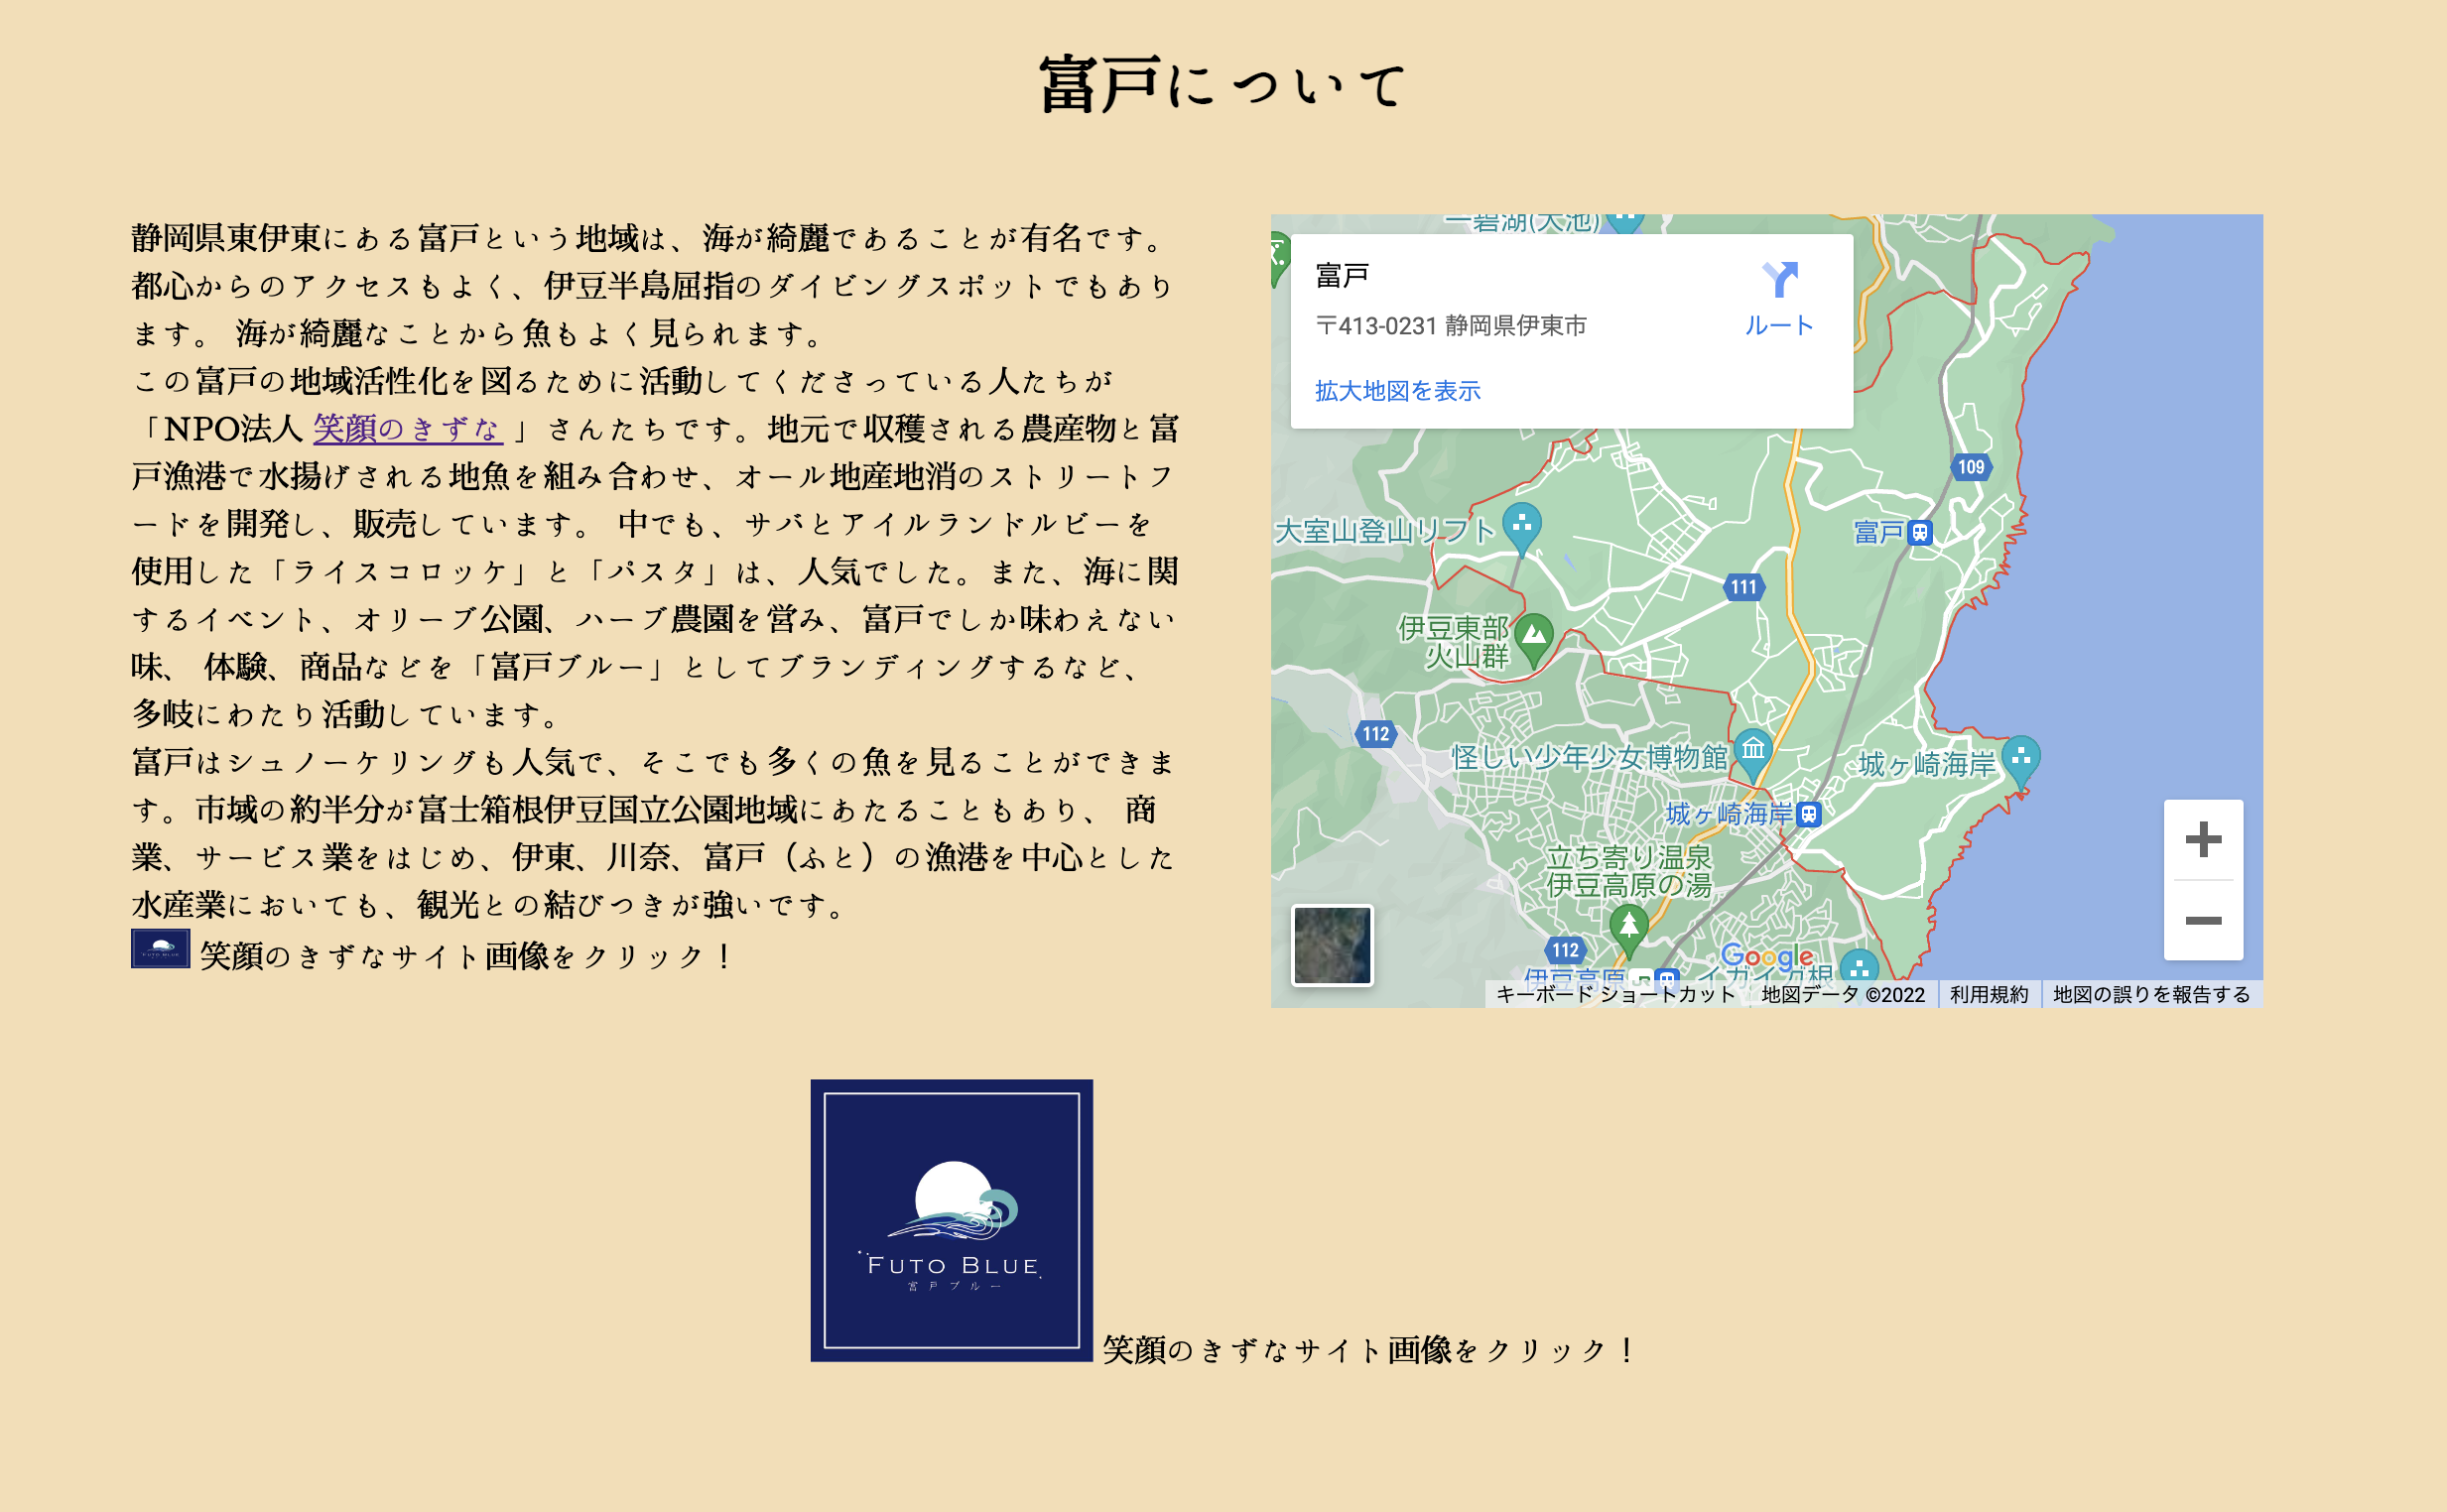 富戸について
静岡県東伊東にある富戸という地域は、海が綺麗であることが有名です。
都心からのアクセスもよく、伊豆半島屈指のダイビングスポットでもあり
ます。 海が綺麗なことから魚もよく見られます。
この富戸の地域活性化を図るために活動してくださっている人たちが
「NPO法人 笑顔のきずな 」さんたちです。地元で収穫される農産物と富
戸漁港で水揚げされる地魚を組み合わせ、オール地産地消のストリートフ
ードを開発し、販売しています。 中でも、サバとアイルランドルビーを
使用した「ライスコロッケ」と「パスタ」は、人気でした。また、海に関
するイベント、オリーブ公園、ハーブ農園を営み、富戸でしか味わえない
味、 体験、商品などを「富戸ブルー」としてブランディングするなど、
多岐にわたり活動しています。
富戸はシュノーケリングも人気で、そこでも多くの魚を見ることができま
す。市域の約半分が富士箱根伊豆国立公園地域にあたることもあり、 商
業、サービス業をはじめ、伊東、川奈、富戸（ふと）の漁港を中心とした
水産業においても、観光との結びつきが強いです。
FUTO BLUE
笑顔のきずなサイト画像をクリック！
一碧湖(大池)
富戸
〒413-0231 静岡県伊東市
ルート
拡大地図を表示
109
大室山登山リフト
富戸
111
伊豆東部
火山群
112
怪しい少年少女博物館
城ヶ崎海岸
城ヶ崎海岸
立ち寄り温泉
伊豆高原の湯
112
Google
伊豆高原
イガイガ根
キーボード ショートカット
地図データ ©2022
利用規約
地図の誤りを報告する
FUTO BLUE
富戸ブルー
笑顔のきずなサイト画像をクリック！